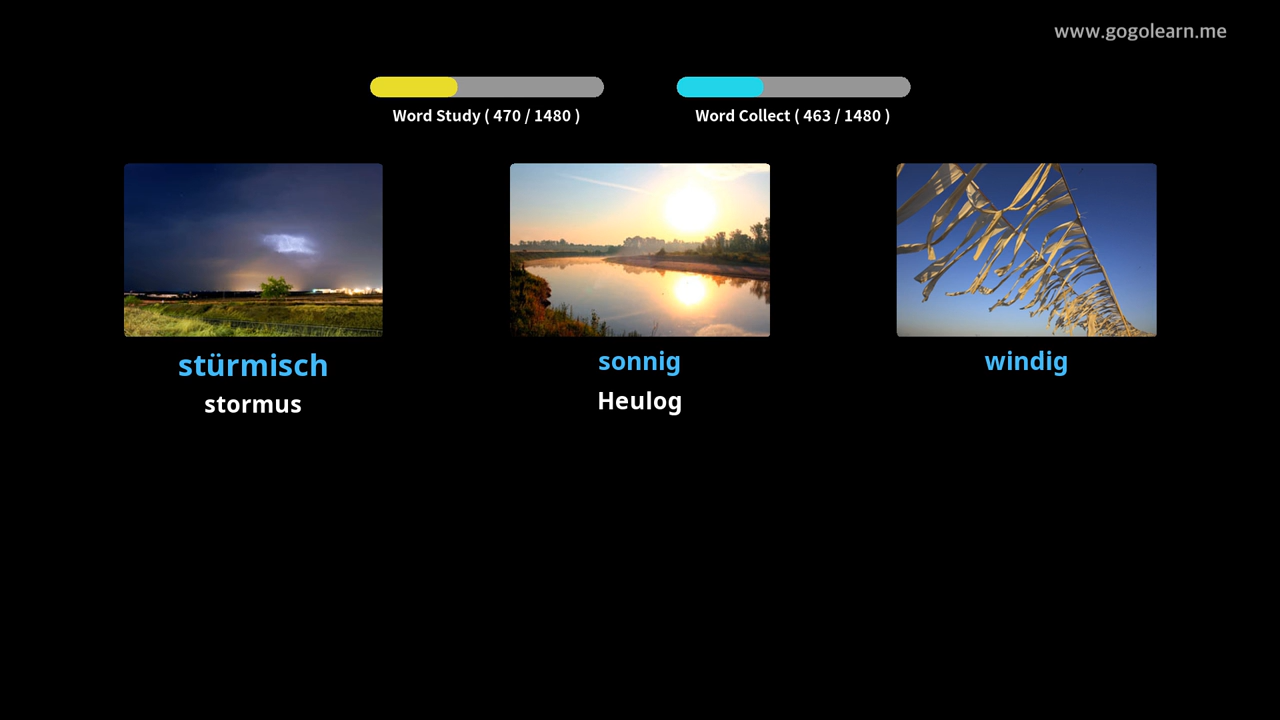 www.gogolearn.me
Word Study ( 470 / 1480 )
Word Collect ( 463 / 1480 )
stürmisch
sonnig
windig
stormus
Heulog